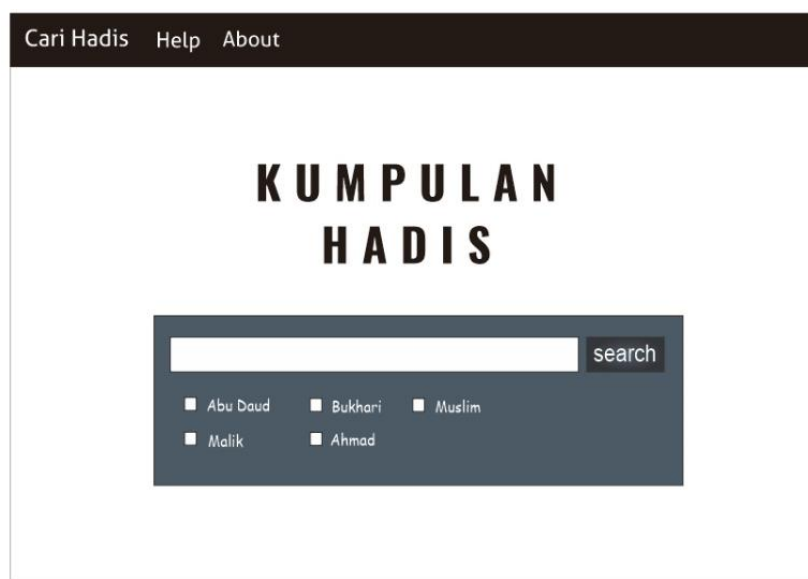 Cari Hadis Help About
KUMPULAN
HADIS
search
Abu Daud Bukhari Muslim
Malik Ahmad